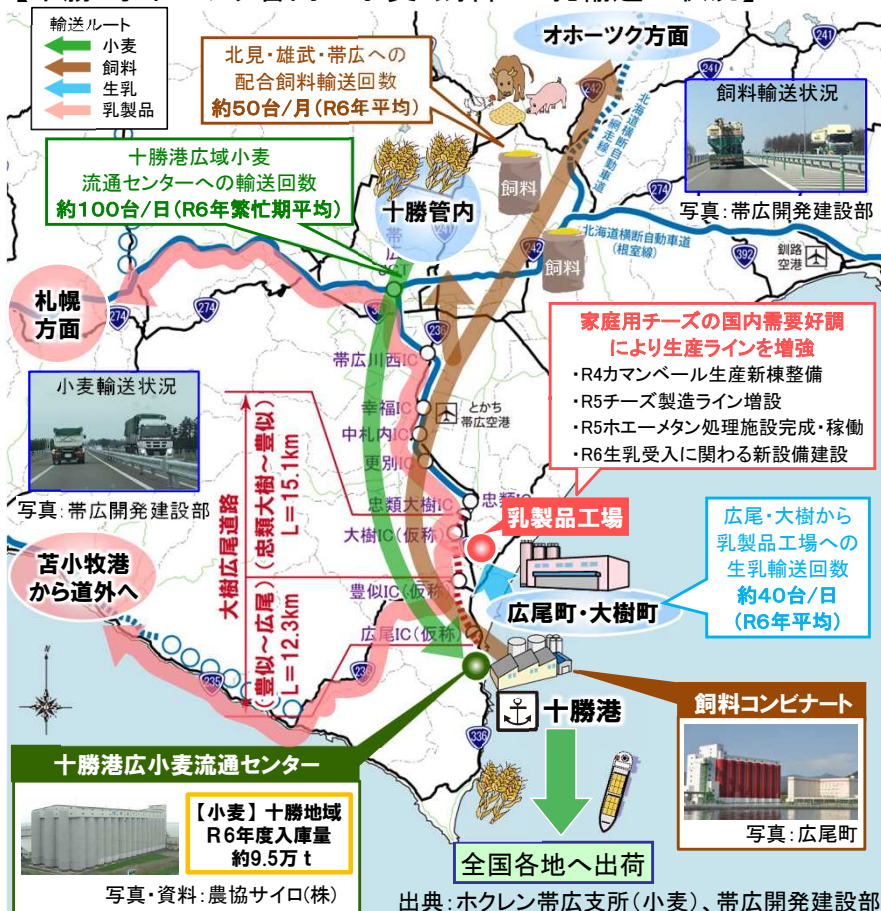 輸送ルート
小麦
飼料
生乳
乳製品
北見・雄武・帯広への
配合飼料輸送回数
約50台/月(R6年平均)
オホーツク方面
241
241
242
北海道横断自動車道
網走線
飼料輸送状況
写真:帯広開発建設部
十勝港広域小麦
流通センターへの輸送回数
約100台/日(R6年繁忙期平均)
十勝管内
241
飼料
274
飼料
242
北海道横断自動車道
(根室線)
392
釧路
空港
札幌
方面
274
274
236
帯広川西IC
幸福IC
とかち
帯広空港
中札内IC
更別IC
忠類大樹IC
忠類IC
大樹IC(仮称)
豊似IC(仮称)
広尾IC(仮称)
小麦輸送状況
写真:帯広開発建設部
大樹広尾道路
(忠類大樹~豊似)
L=15.1km
(豊似~広尾)
L=12.3km
家庭用チーズの国内需要好調
により生産ラインを増強
・R4カマンベール生産新棟整備
・R5チーズ製造ライン増設
・R5ホエーメタン処理施設完成・稼働
・R6生乳受入に関わる新設備建設
乳製品工場
広尾・大樹から
乳製品工場への
生乳輸送回数
約40台/日
(R6年平均)
広尾町・大樹町
苫小牧港
から道外へ
235
236
N
十勝港
336
飼料コンビナート
写真:広尾町
十勝港広小麦流通センター
【小麦】十勝地域
R6年度入庫量
約9.5万t
写真・資料:農協サイロ(株)
全国各地へ出荷
出典:ホクレン帯広支所(小麦)、帯広開発建設部